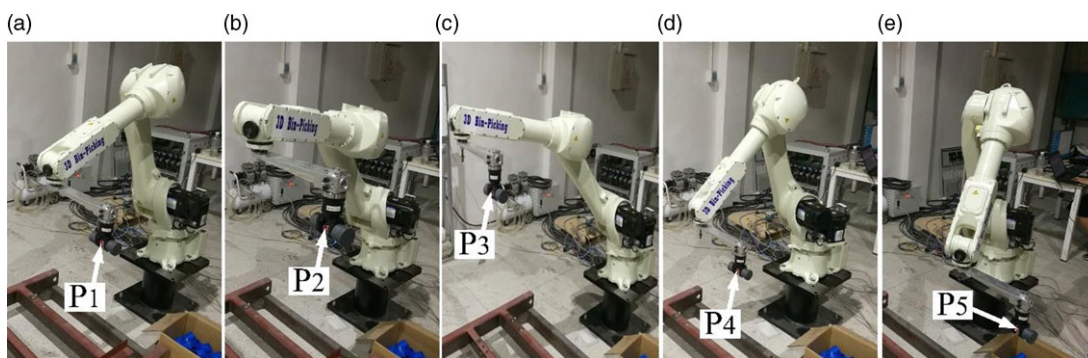 (a)
(b)
(c)
(d)
(e)
3D Bin-Picking
P1
3D Bin-Picking
P2
3D Bin-Picking
P3
3D Bin-Picking
P4
P5